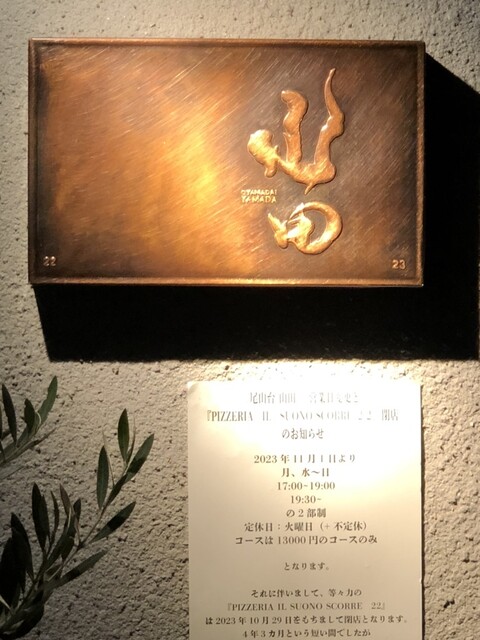 山田
OYAMADAI
YAMADA
22
23
尾山台 山田 営業日変更と
『PIZZERIA IL SUONO SCORRE 22 閉店
のお知らせ
2023年11月1日より
月、水〜日
17:00~19:00
19:30~
の2部制
定休日：火曜日（+ 不定休）
コースは13000円のコースのみ
となります。
それに伴いまして、等々力の
『PIZZERIA IL SUONO SCORRE 22』
は2023年10月29日をもちまして閉店となります。
4年3カ月という短い間でしたが